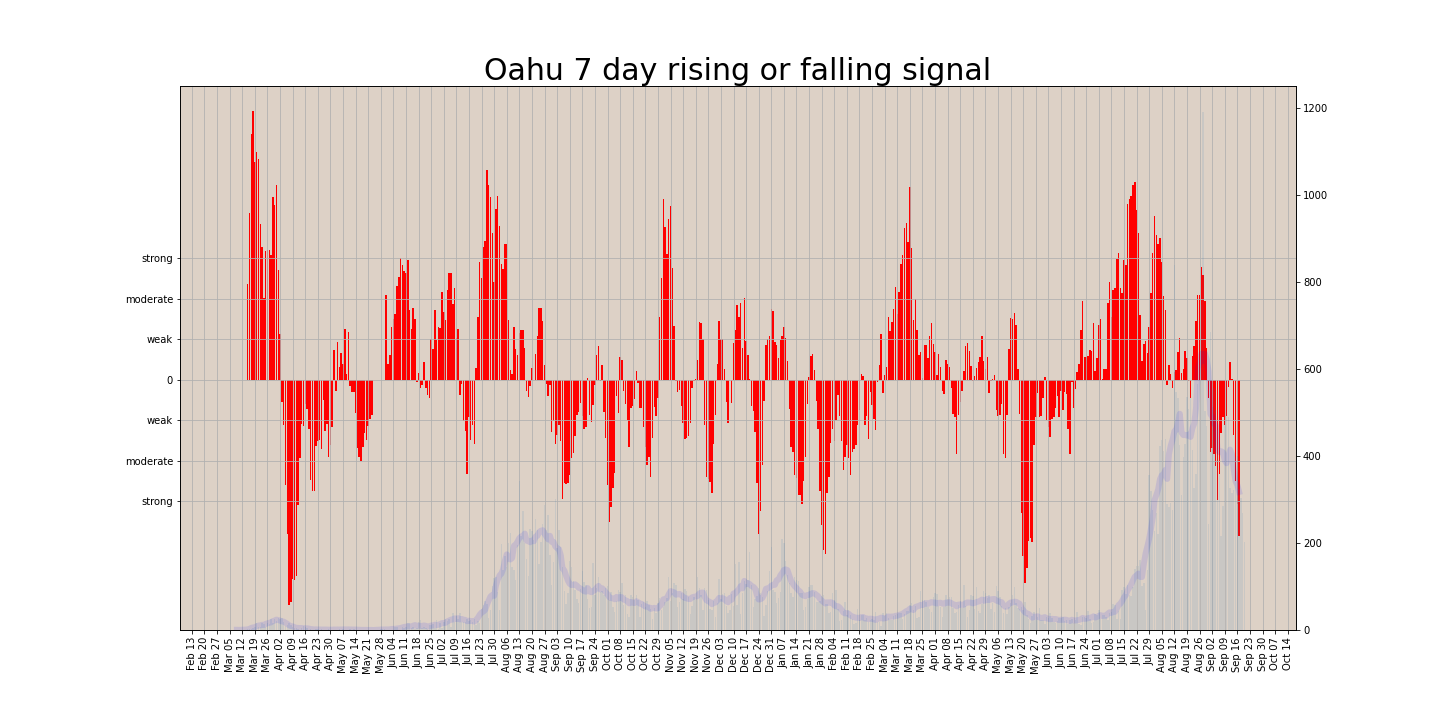 Oahu 7 day rising or falling signal
strong
moderate
weak
0
weak
moderate
strong
1200
1000
800
600
400
200
0
Feb 13
Feb 20
Feb 27
Mar 05
Mar 12
Mar 19
Mar 26
Apr 02
Apr 09
Apr 16
Apr 23
Apr 30
May 07
May 14
May 21
May 28
Jun 04
Jun 11
Jun 18
Jun 25
Jul 02
Jul 09
Jul 16
Jul 23
Jul 30
Aug 06
Aug 13
Aug 20
Aug 27
Sep 03
Sep 10
Sep 17
Sep 24
Oct 01
Oct 08
Oct 15
Oct 22
Oct 29
Nov 05
Nov 12
Nov 19
Nov 26
Dec 03
Dec 10
Dec 17
Dec 24
Dec 31
Jan 07
Jan 14
Jan 21
Jan 28
Feb 04
Feb 11
Feb 18
Feb 25
Mar 04
Mar 11
Mar 18
Mar 25
Apr 01
Apr 08
Apr 15
Apr 22
Apr 29
May 06
May 13
May 20
May 27
Jun 03
Jun 10
Jun 17
Jun 24
Jul 01
Jul 08
Jul 15
Jul 22
Jul 29
Aug 05
Aug 12
Aug 19
Aug 26
Sep 02
Sep 09
Sep 16
Sep 23
Sep 30
Oct 07
Oct 14